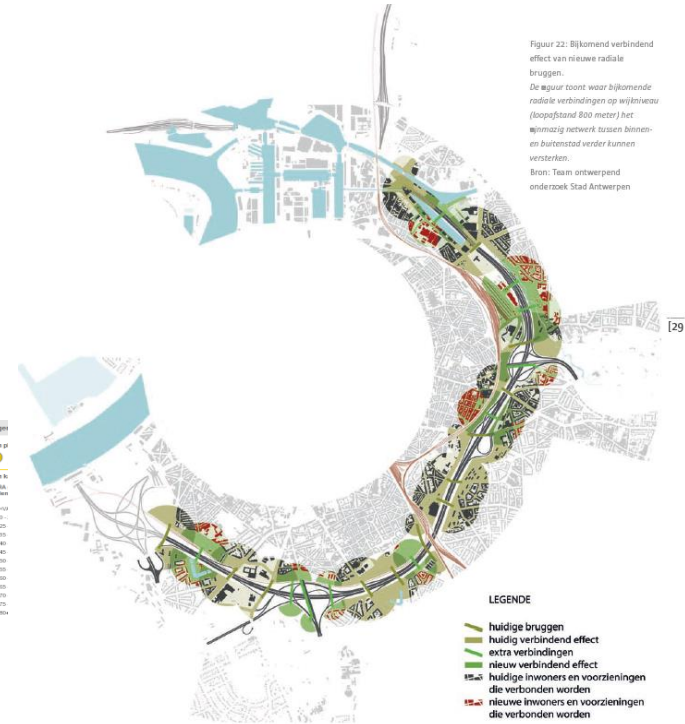 Figuur 22: Bijkomend verbindend
effect van nieuwe radiale
bruggen.
De guur toont waar bijkomende
radiale verbindingen op wijkniveau
(loopafstand 800 meter) het
jnmazig netwerk tussen binnen-
en buitenstad verder kunnen
versterken.
Bron: Team ontwerpend
onderzoek Stad Antwerpen
[29
LEGENDE
huidige bruggen
huidig verbindend effect
extra verbindingen
nieuw verbindend effect
huidige inwoners en voorzieningen
die verbonden worden
nieuwe inwoners en voorzieningen
die verbonden worden